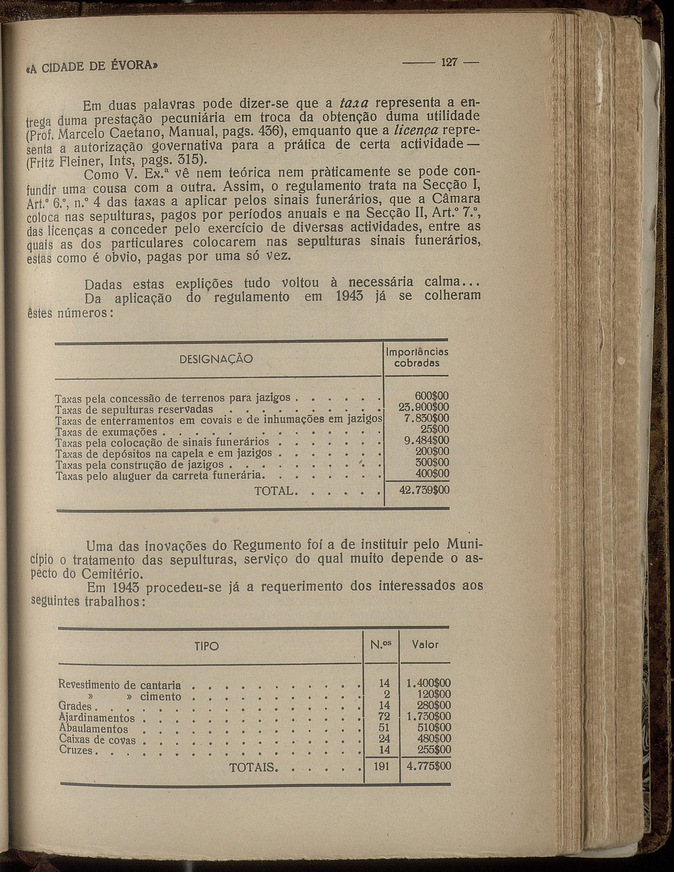 «A CIDADE DE ÉVORA» —— 127 —
Em duas palavras pode dizer-se que a taxa representa a en-
trega duma prestação pecuniária em troca da obtenção duma utilidade
(Prof. Marcelo Caetano, Manual, pags. 436), emquanto que a licença repre-
senta a autorização governativa para a prática de certa actividade —
(Fritz Fleiner, Ints, pags. 315).
Como V. Ex.ª vê nem teórica nem pràticamente se pode con-
fundir uma cousa com a outra. Assim, o regulamento trata na Secção I,
Art.º 6.º, n.º 4 das taxas a aplicar pelos sinais funerários, que a Câmara
coloca nas sepulturas, pagos por períodos anuais e na Secção II, Art.º 7.º,
das licenças a conceder pelo exercício de diversas actividades, entre as
quais as dos particulares colocarem nas sepulturas sinais funerários,
estas como é obvio, pagas por uma só vez.
Dadas estas explições tudo voltou à necessária calma...
Da aplicação do regulamento em 1943 já se colheram
êstes números:
DESIGNAÇÃO Importâncias cobradas
Taxas pela concessão de terrenos para jazigos . . . . . . 600$00
Taxas de sepulturas reservadas . . . . . . . . . . 23.900$00
Taxas de enterramentos em covais e de inhumações em jazigos 7.830$00
Taxas de exumações . . . . . . . . . . . . . 25$00
Taxas pela colocação de sinais funerários . . . . . . . 9.484$00
Taxas de depósitos na capela e em jazigos . . . . . . . 200$00
Taxas pela construção de jazigos . . . . . . . . . . 300$00
Taxas pelo aluguer da carreta funerária. . . . . . . . 400$00
TOTAL. . . . . . 42.739$00
Uma das inovações do Regumento foi a de instituir pelo Muni-
cípio o tratamento das sepulturas, serviço do qual muito depende o as-
pecto do Cemitério.
Em 1943 procedeu-se já a requerimento dos interessados aos
seguintes trabalhos:
TIPO N.os Valor
Revestimento de cantaria . . . . . . . . . . . 14 1.400$00
» » cimento . . . . . . . . . . . 2 120$00
Grades . . . . . . . . . . . . . . . . 14 280$00
Ajardinamentos . . . . . . . . . . . . . 72 1.730$00
Abaulamentos . . . . . . . . . . . . . 51 510$00
Caixas de covas . . . . . . . . . . . . . 24 480$00
Cruzes . . . . . . . . . . . . . . . . 14 255$00
TOTAIS. . . . . . 191 4.775$00